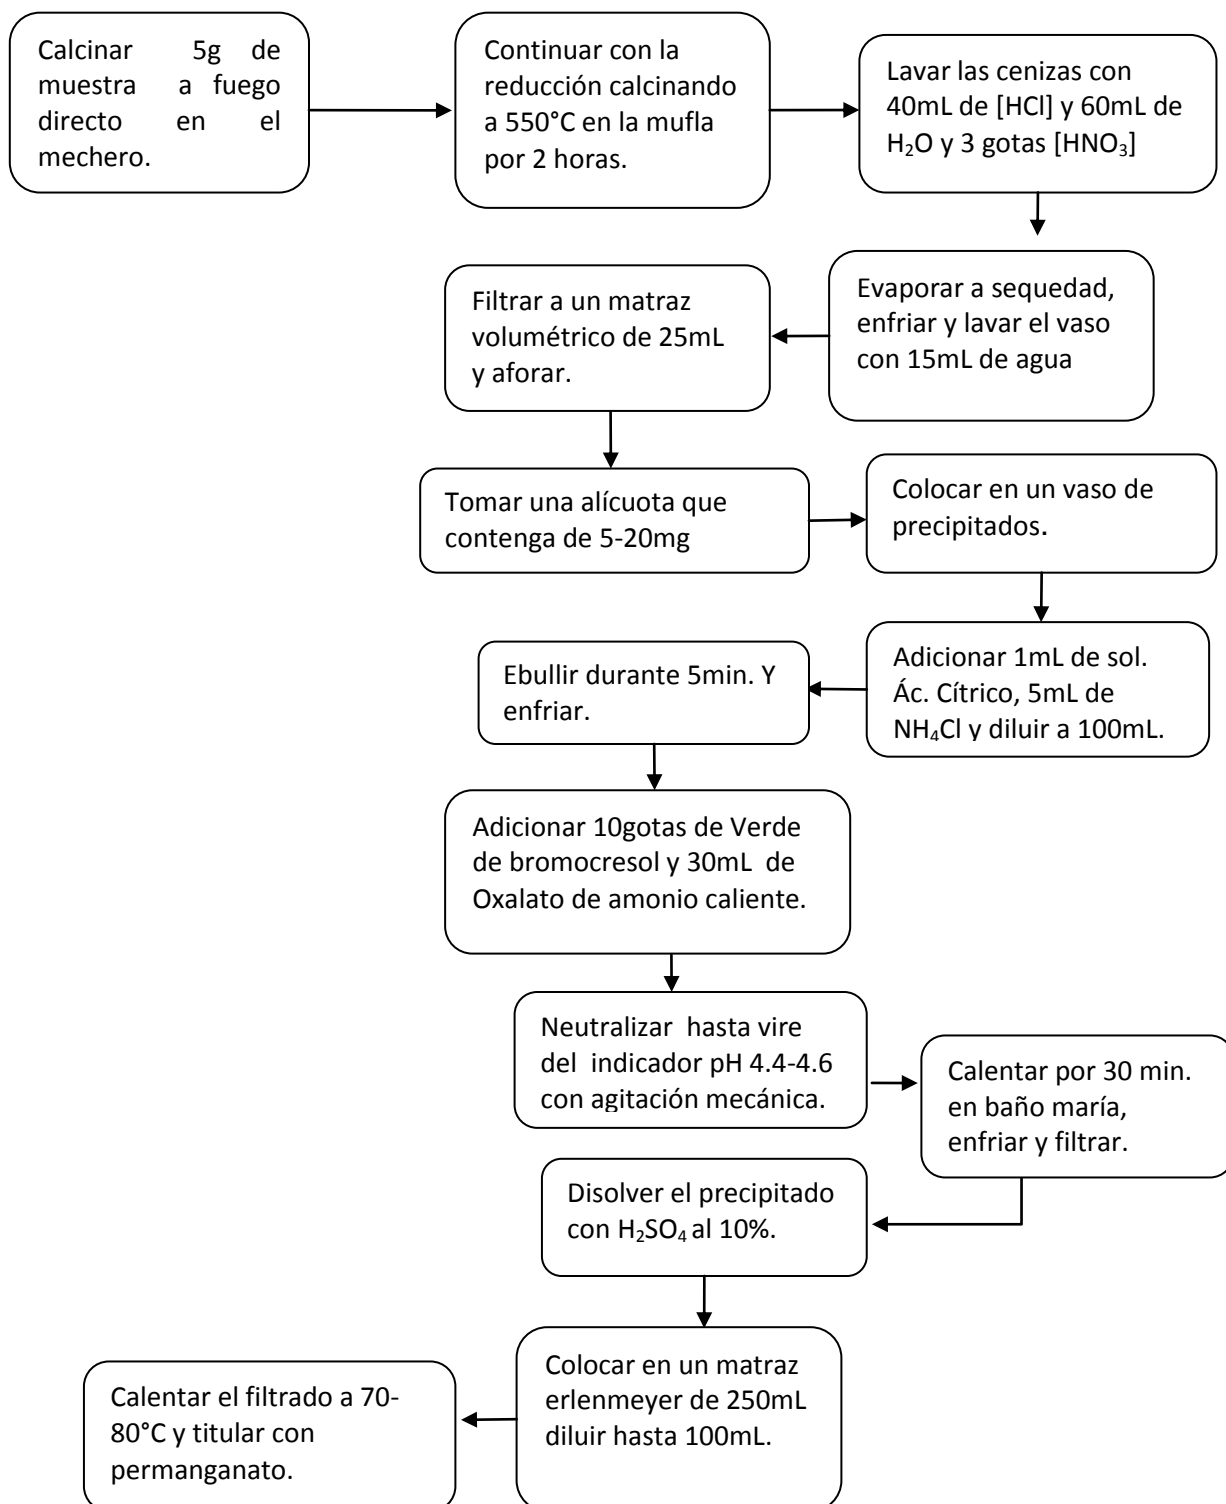 Calcinar 5g de
muestra a fuego
directo en el
mechero.
Continuar con la
reducción calcinando
a 550°C en la mufla
por 2 horas.
Lavar las cenizas con
40mL de [HCl] y 60mL de
H₂O y 3 gotas [HNO₃]
Evaporar a sequedad,
enfriar y lavar el vaso
con 15mL de agua
Filtrar a un matraz
volumétrico de 25mL
y aforar.
Tomar una alícuota que
contenga de 5-20mg
Colocar en un vaso de
precipitados.
Adicionar 1mL de sol.
Ác. Cítrico, 5mL de
NH₄Cl y diluir a 100mL.
Ebullir durante 5min. Y
enfriar.
Adicionar 10gotas de Verde
de bromocresol y 30mL de
Oxalato de amonio caliente.
Neutralizar hasta vire
del indicador pH 4.4-4.6
con agitación mecánica.
Calentar por 30 min.
en baño maría,
enfriar y filtrar.
Disolver el precipitado
con H₂SO₄ al 10%.
Colocar en un matraz
erlenmeyer de 250mL
diluir hasta 100mL.
Calentar el filtrado a 70-
80°C y titular con
permanganato.